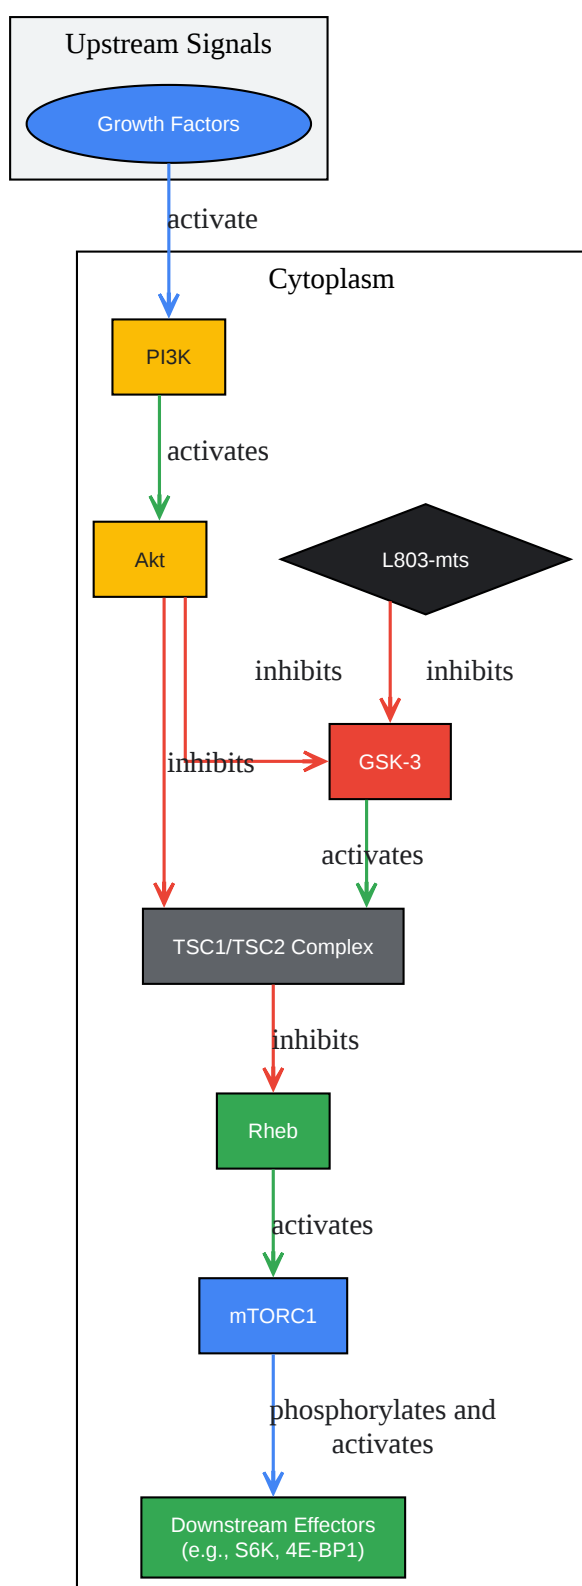 Upstream Signals
Growth Factors
activate
Cytoplasm
PI3K
activates
Akt
L803-mts
inhibits
inhibits
inhibits
GSK-3
activates
TSC1/TSC2 Complex
inhibits
Rheb
activates
mTORC1
phosphorylates and
activates
Downstream Effectors
(e.g., S6K, 4E-BP1)